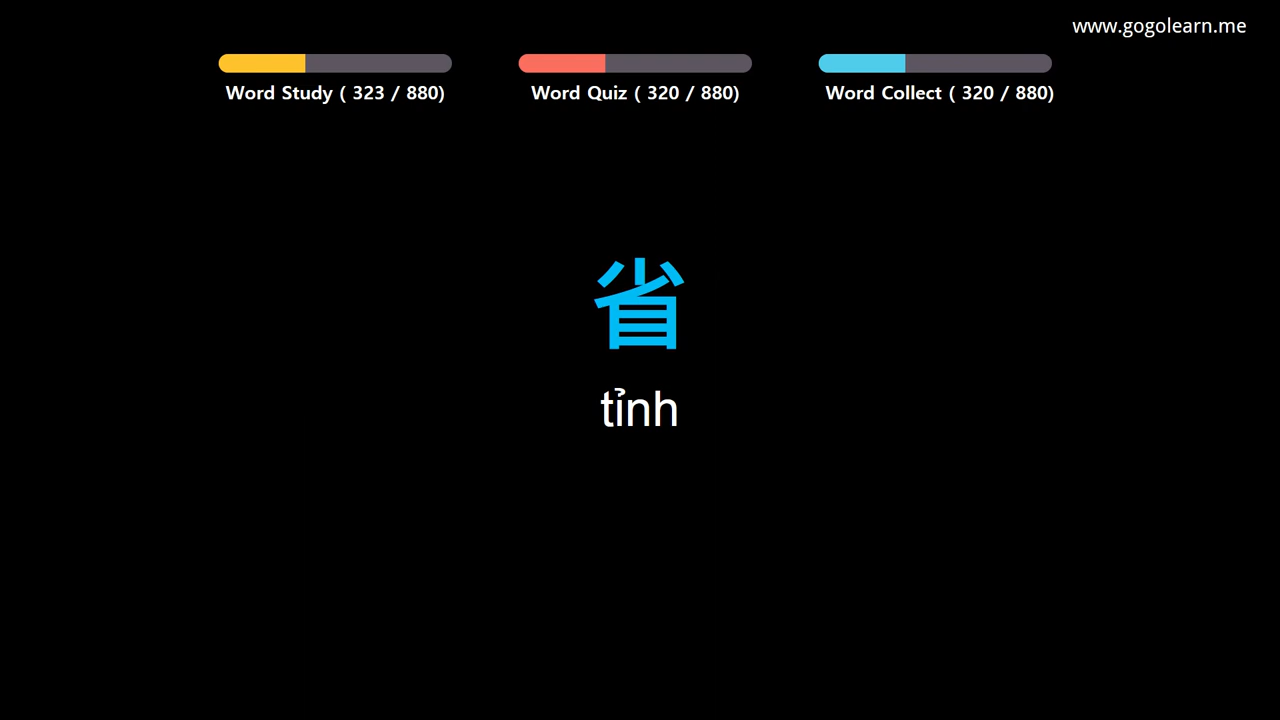 www.gogolearn.me
Word Study ( 323 / 880)
Word Quiz ( 320 / 880)
Word Collect ( 320 / 880)
省
tỉnh